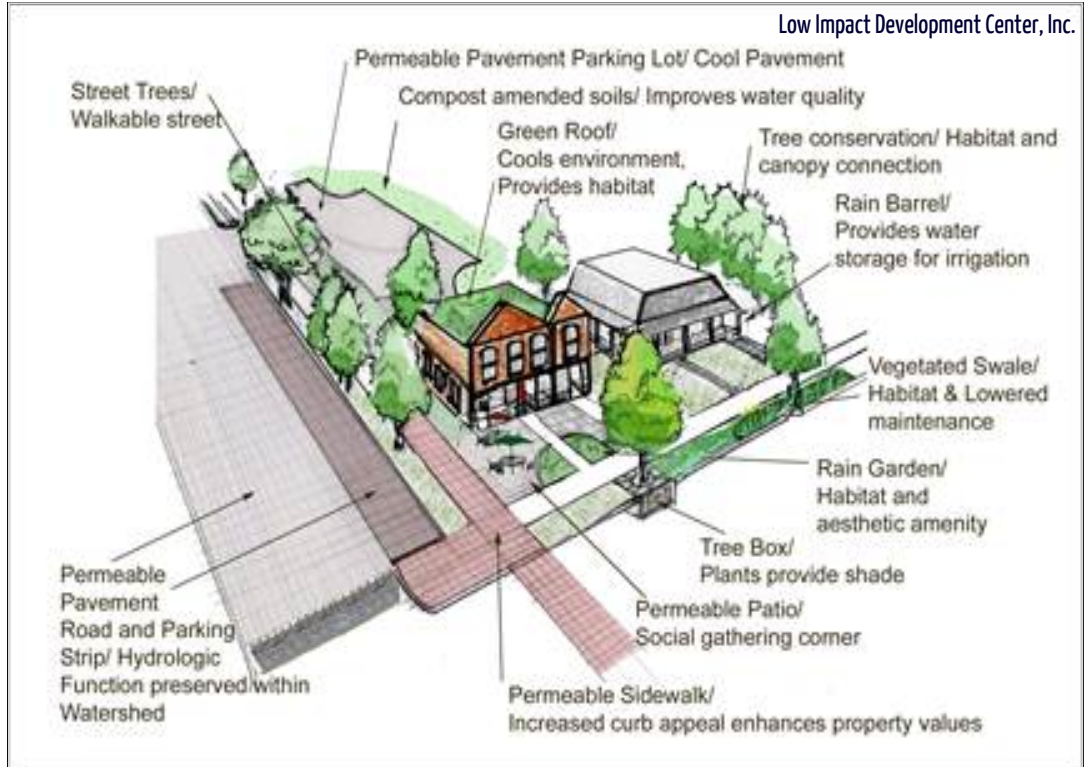 Low Impact Development Center, Inc.
Permeable Pavement Parking Lot/ Cool Pavement
Street Trees/
Walkable street
Compost amended soils/ Improves water quality
Green Roof/
Cools environment,
Provides habitat
Tree conservation/ Habitat and
canopy connection
Rain Barrel/
Provides water
storage for irrigation
Vegetated Swale/
Habitat & Lowered
maintenance
Rain Garden/
Habitat and
aesthetic amenity
Tree Box/
Plants provide shade
Permeable Patio/
Social gathering corner
Permeable
Pavement
Road and Parking
Strip/ Hydrologic
Function preserved within
Watershed
Permeable Sidewalk/
Increased curb appeal enhances property values